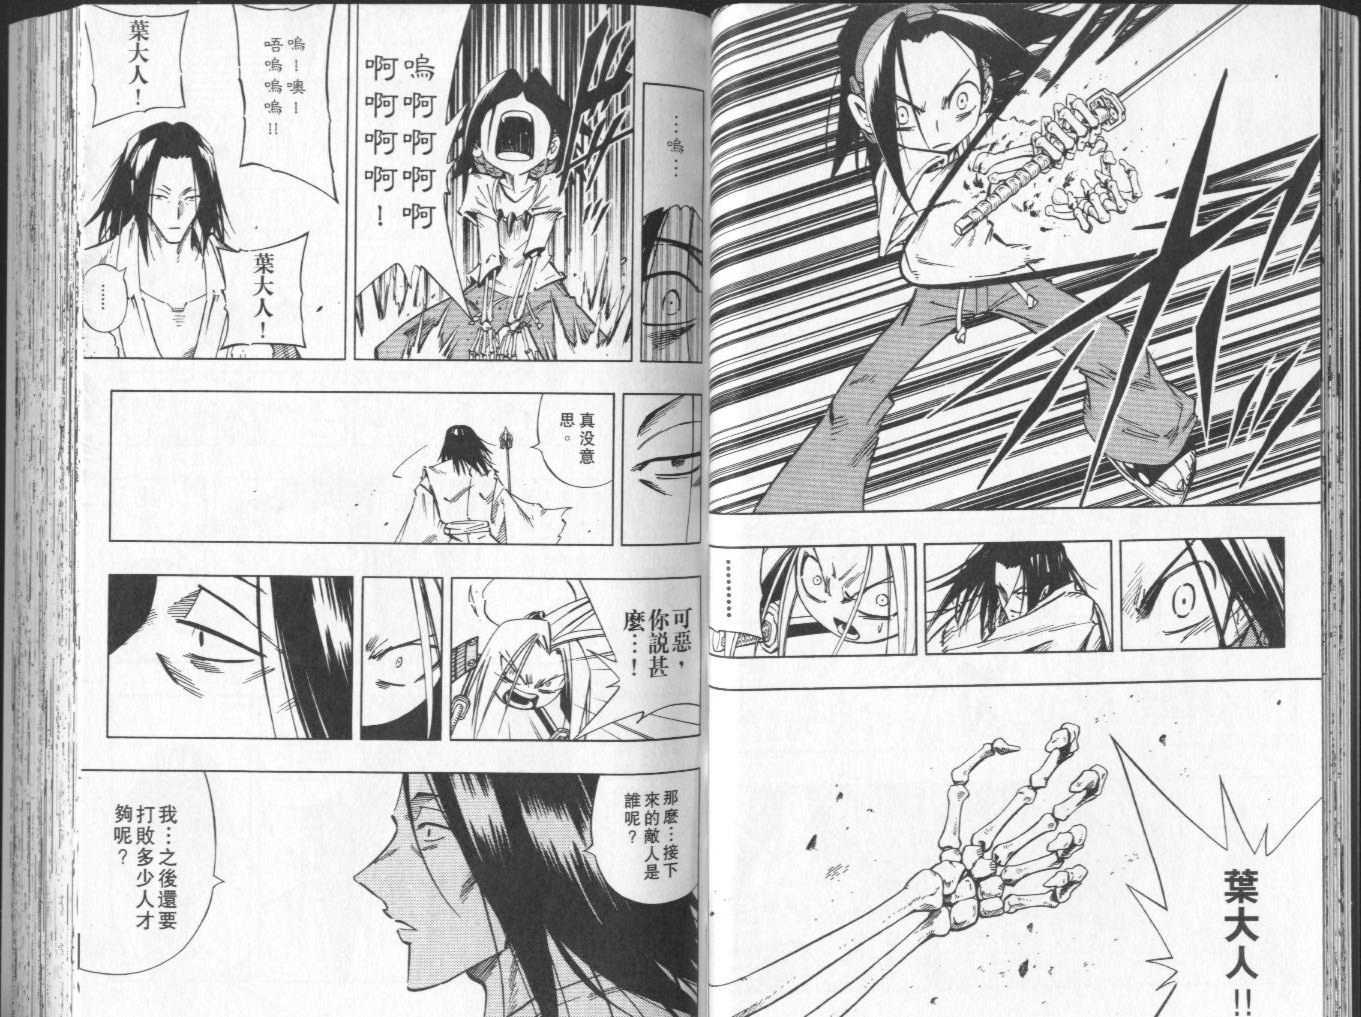 ………
葉大人!!
…嗚…
嗚啊啊啊
啊啊啊啊！
嗚！噢！
唔嗚嗚嗚!!
葉大人！
葉大人！
……
真没意
思。
可惡，
你說甚
麼…！
那麼…接下
來的敵人是
誰呢？
我…之後還要
打敗多少人才
夠呢？